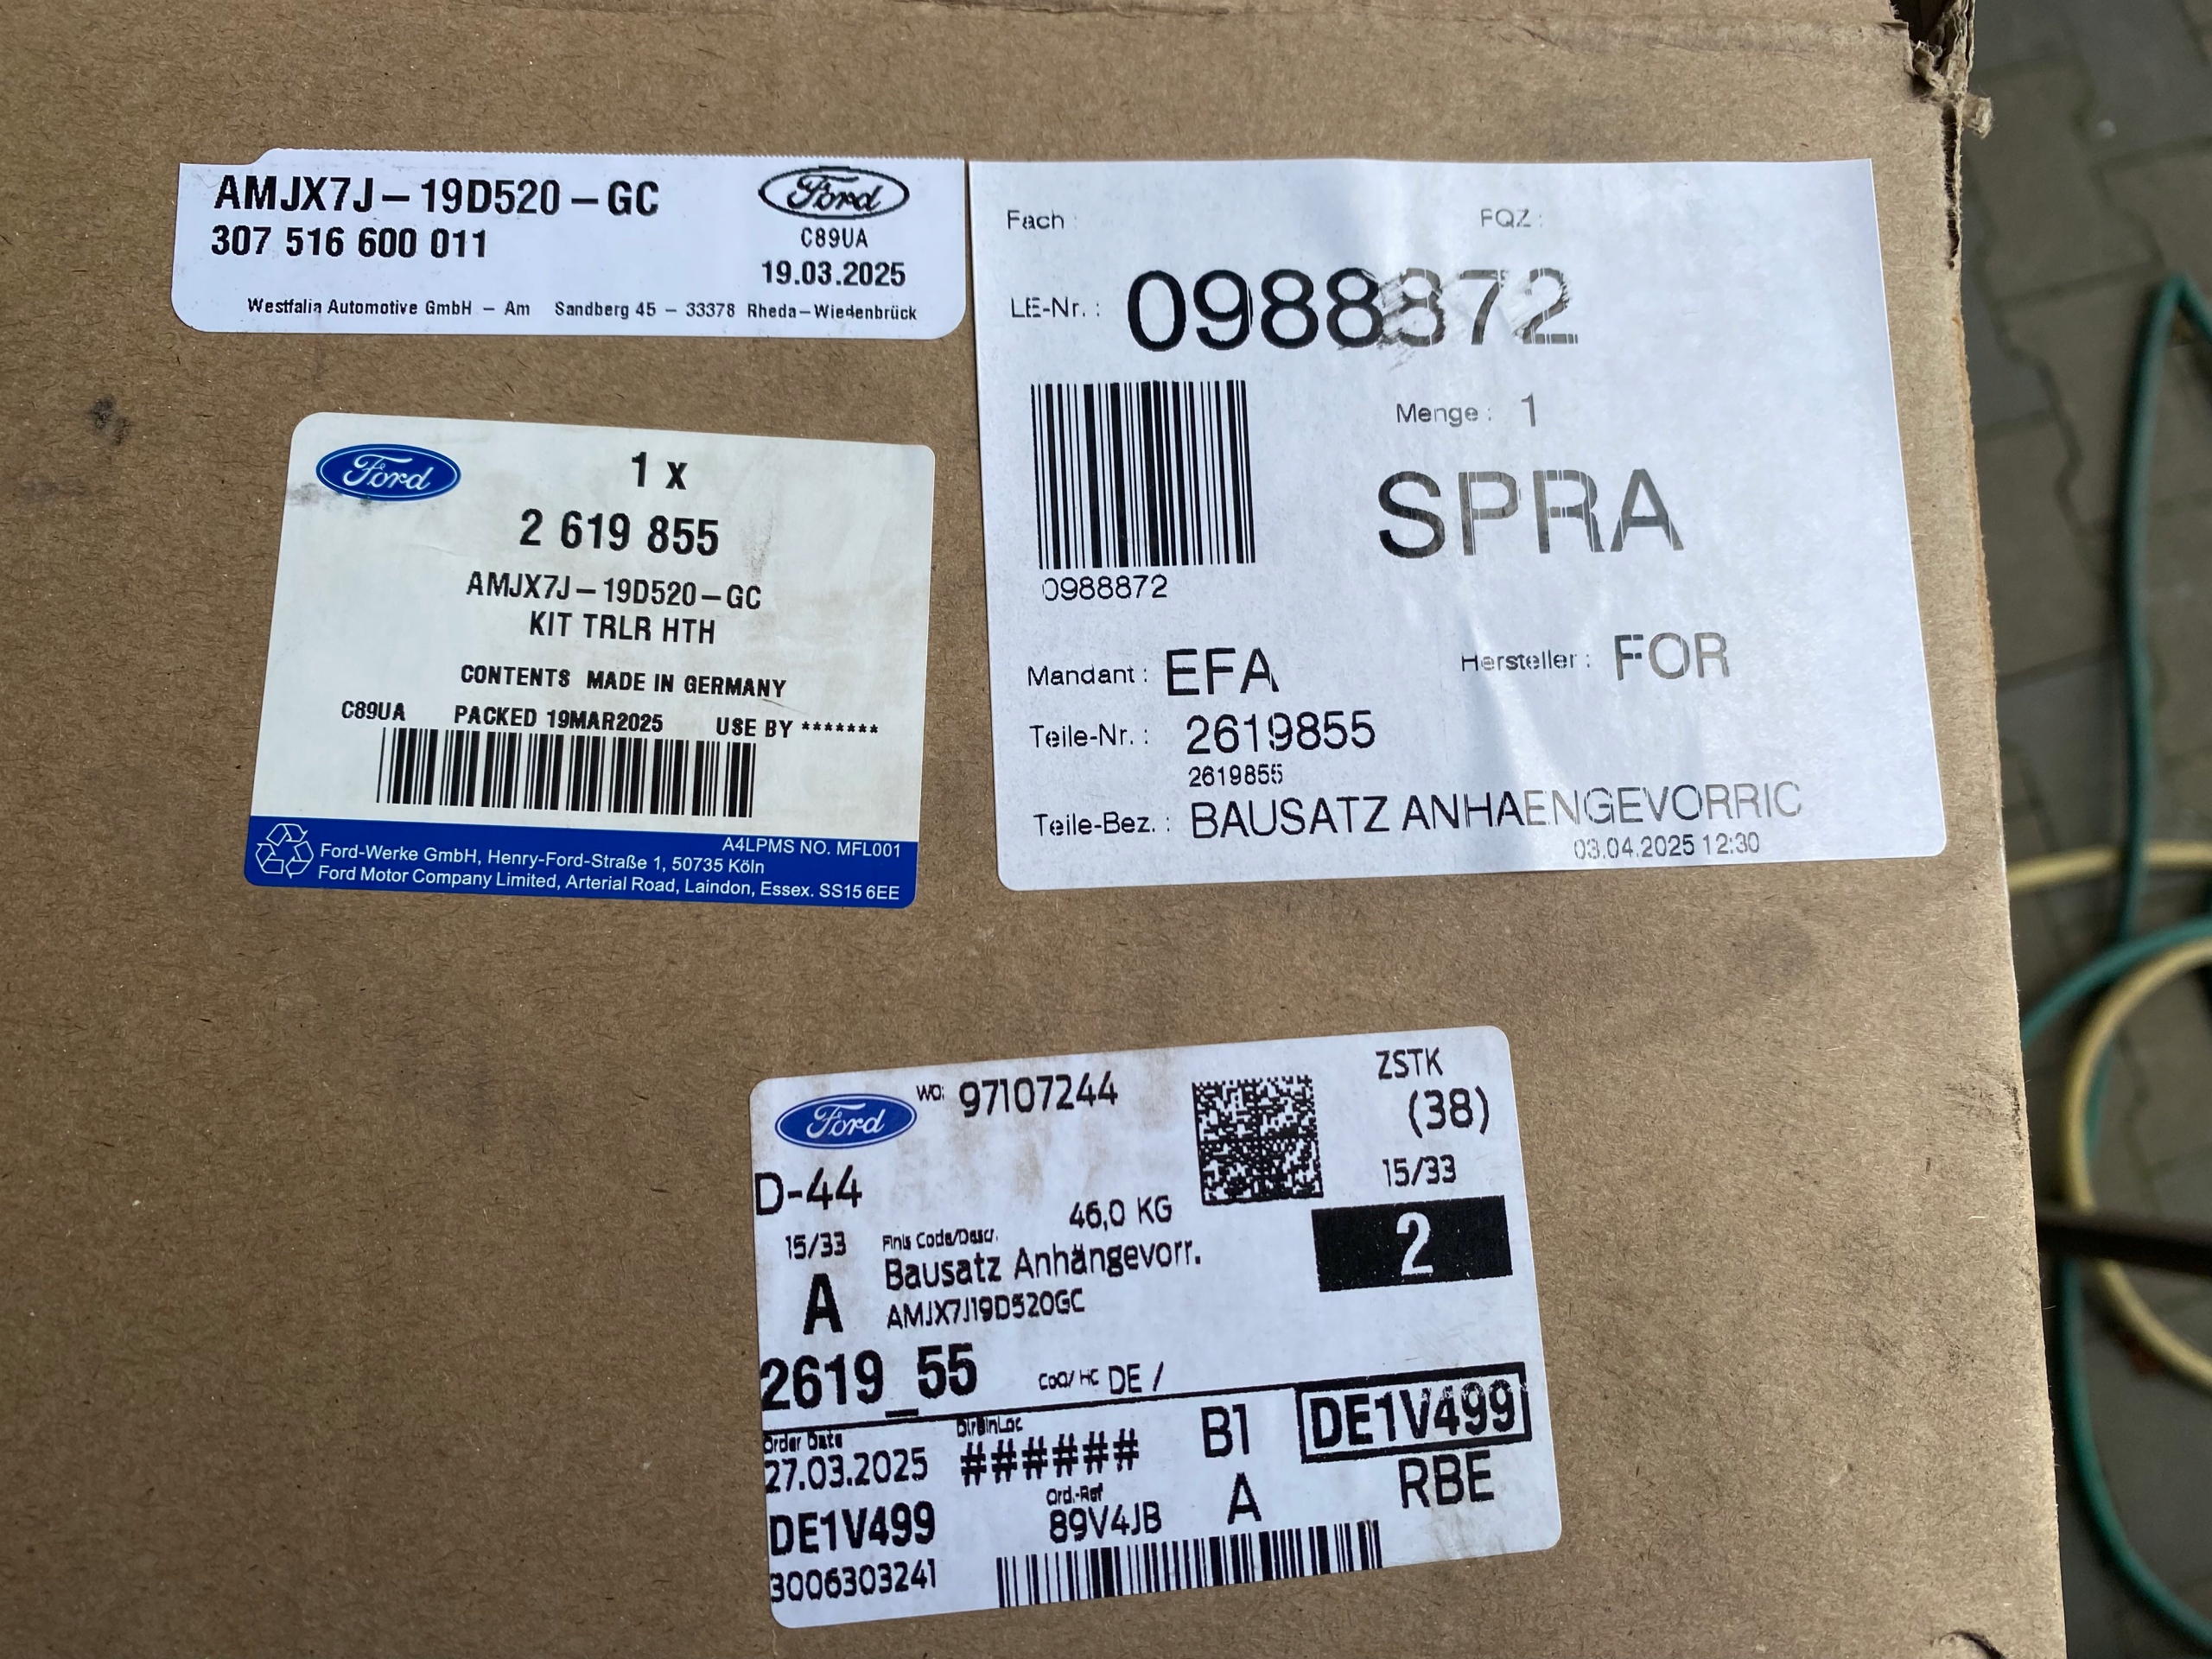 AMJX7J-19D520-GC
307 516 600 011
Ford
C89UA
19.03.2025
Westfalia Automotive GmbH - Am Sandberg 45 - 33378 Rheda-Wiedenbrück
Ford
1 x
2 619 855
AMJX7J-19D520-GC
KIT TRLR HTH
CONTENTS MADE IN GERMANY
C89UA PACKED 19MAR2025 USE BY *******
A4LPMS NO. MFL001
Ford-Werke GmbH, Henry-Ford-Straße 1, 50735 Köln
Ford Motor Company Limited, Arterial Road, Laindon, Essex. SS15 6EE
Fach : FQZ :
LE-Nr. : 0988872
Menge : 1
SPRA
0988872
Mandant : EFA Hersteller : FOR
Teile-Nr. : 2619855
2619855
Teile-Bez. : BAUSATZ ANHAENGEVORRIC
03.04.2025 12:30
Ford WO: 97107244 ZSTK
(38)
D-44 15/33
46,0 KG
15/33 Finis Code/Descr. 2
A Bausatz Anhängevorr.
AMJX7J19D520GC
2619_55 CoO/ HC DE /
Order Date DirBinLoc B1 DE1V499
27.03.2025 ###### RBE
DE1V499 Ord.-Ref A
89V4JB
3006303241